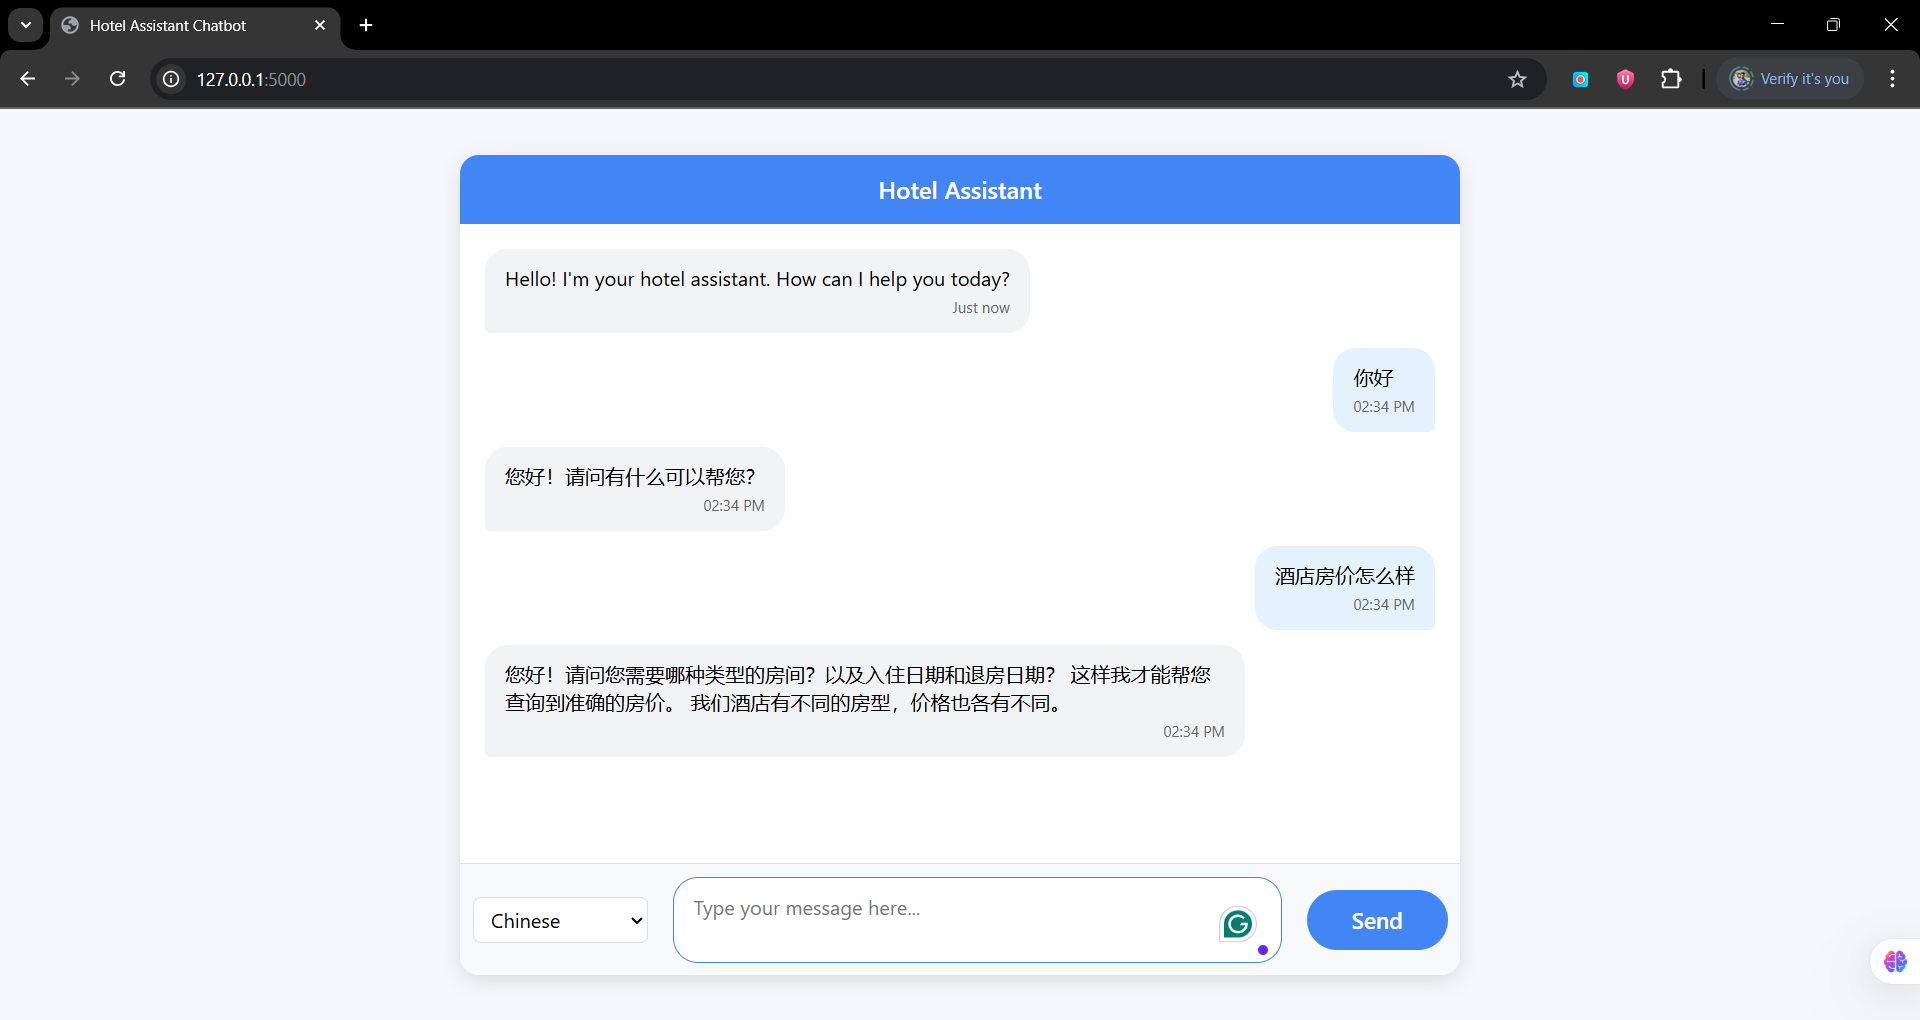 Hotel Assistant Chatbot
127.0.0.1:5000
Verify it's you
Hotel Assistant
Hello! I'm your hotel assistant. How can I help you today?
Just now
你好
02:34 PM
您好！请问有什么可以帮您？
02:34 PM
酒店房价怎么样
02:34 PM
您好！请问您需要哪种类型的房间？以及入住日期和退房日期？ 这样我才能帮您
查询到准确的房价。 我们酒店有不同的房型，价格也各有不同。
02:34 PM
Chinese
Type your message here...
Send